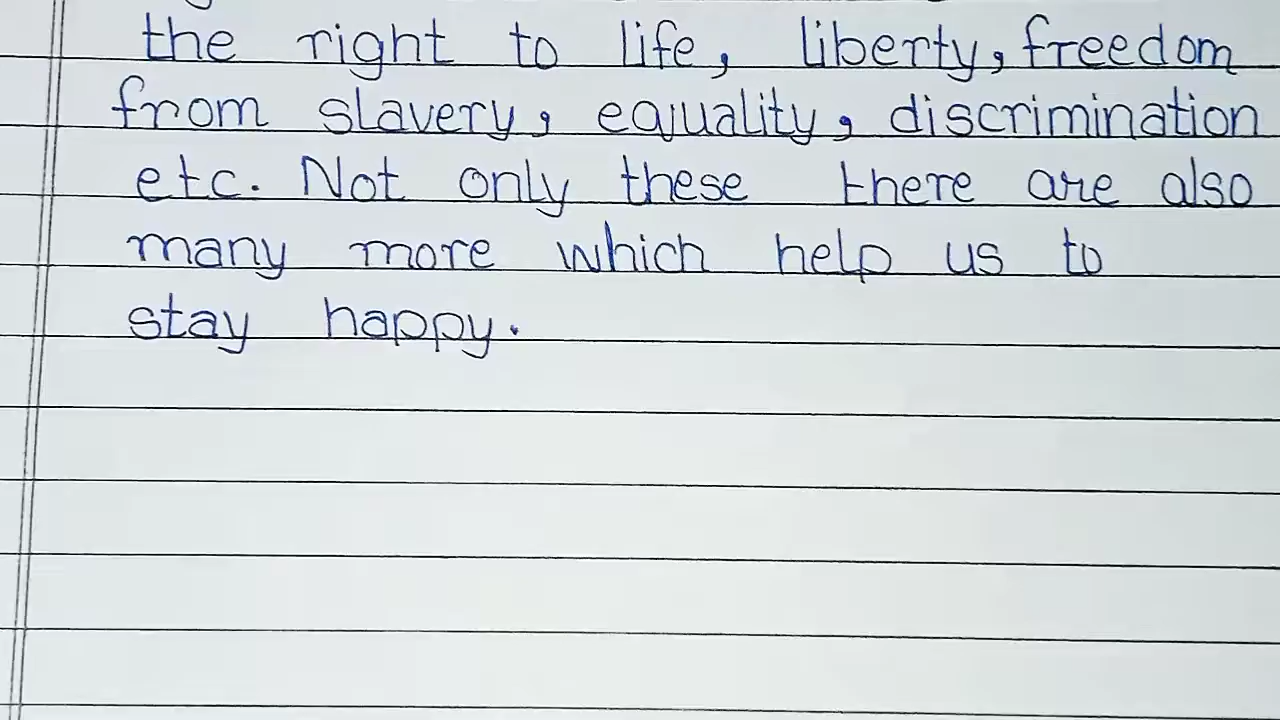 the right to life, liberty, freedom
from slavery, equality, discrimination
etc. Not only these there are also
many more which help us to
stay happy.